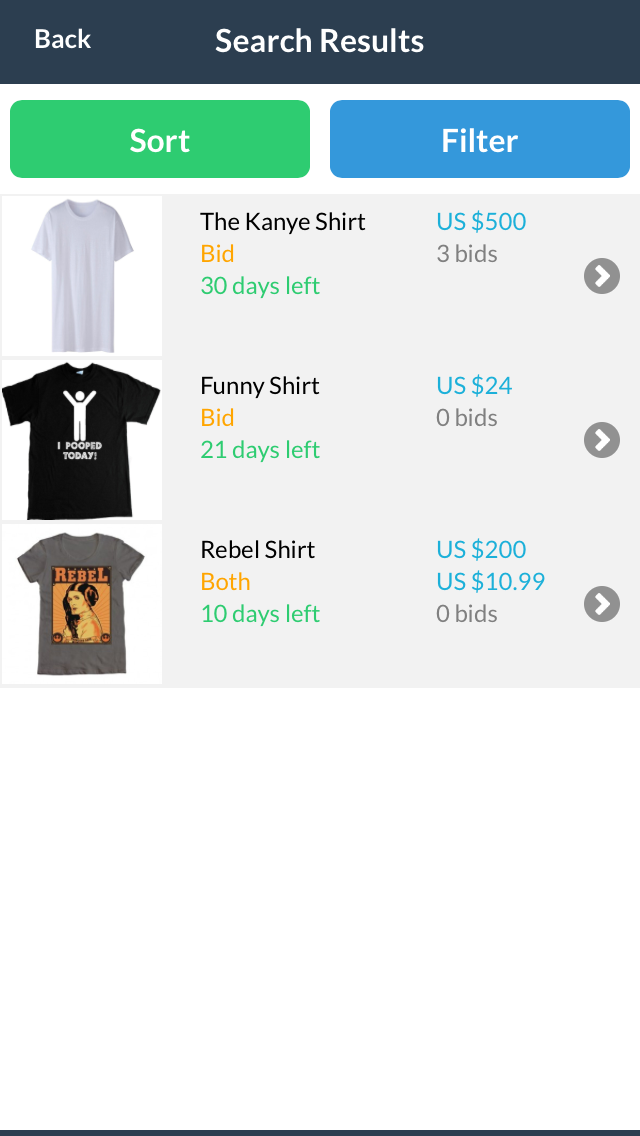 Back
Search Results
Sort
Filter
The Kanye Shirt
US $500
Bid
3 bids
30 days left
I POOPED
TODAY!
Funny Shirt
US $24
Bid
0 bids
21 days left
REBEL
Rebel Shirt
US $200
Both
US $10.99
10 days left
0 bids